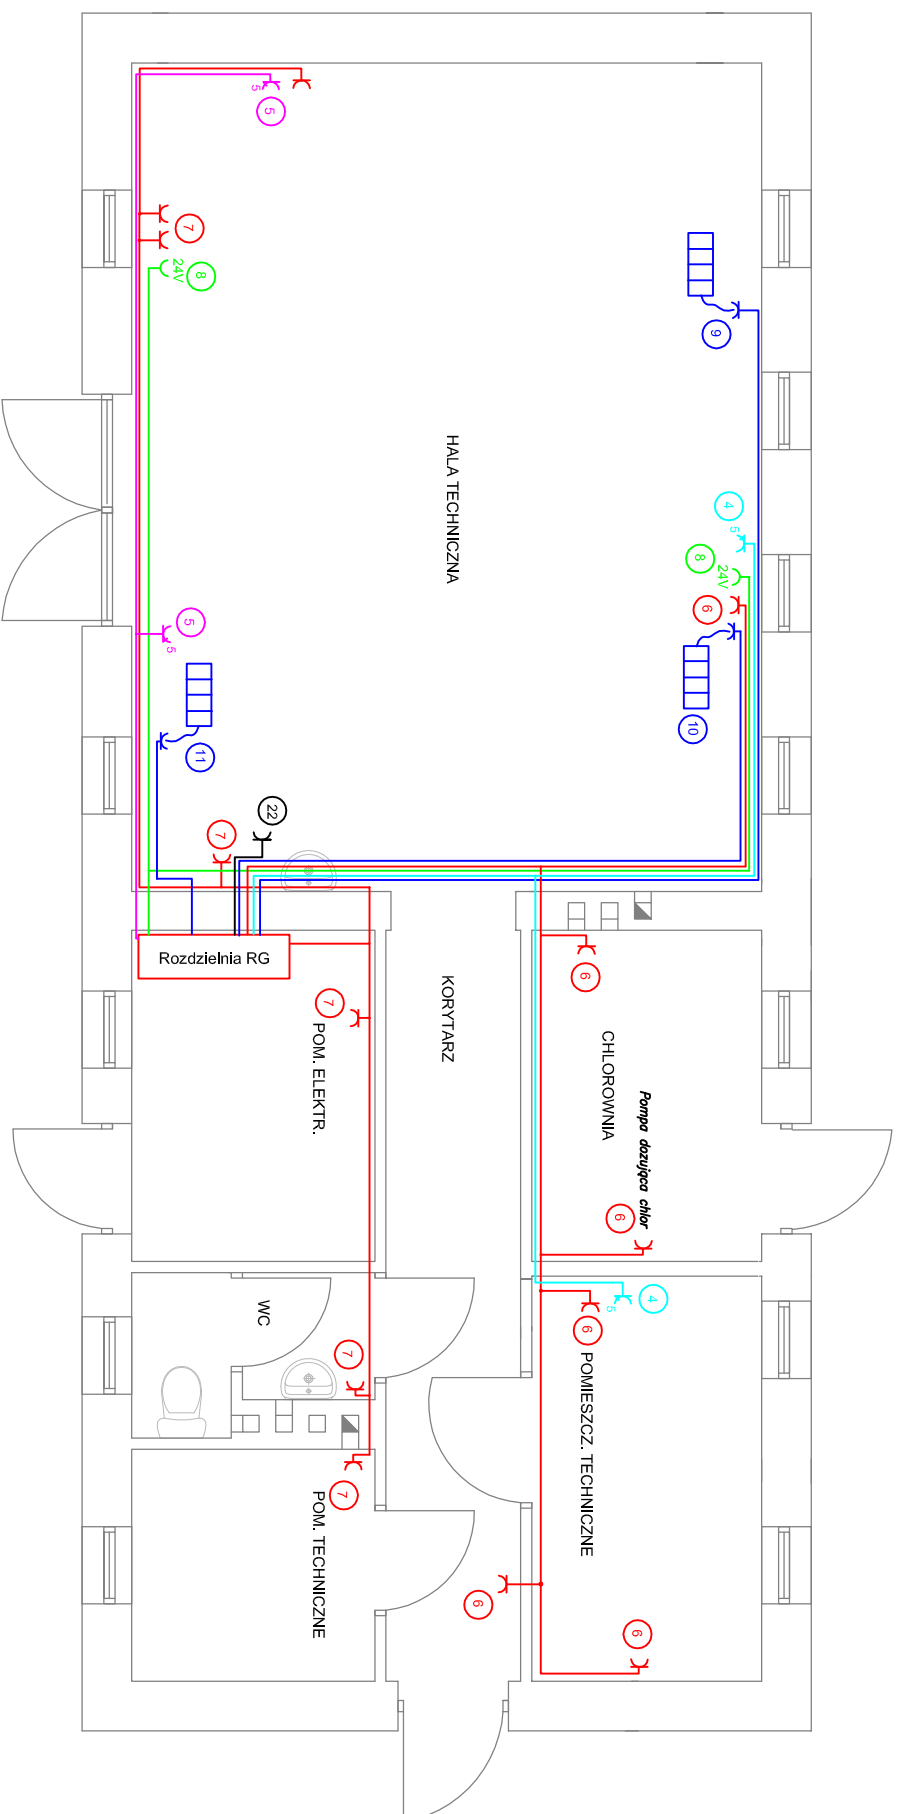 5
5
7
24V
8
9
HALA TECHNICZNA
4
5
8
24V
6
5
5
10
11
22
7
Rozdzielnia RG
KORYTARZ
6
7
POM. ELEKTR.
CHLOROWNIA
Pompa dozująca chlor
6
WC
4
5
6
7
POMIESZCZ. TECHNICZNE
7
POM. TECHNICZNE
6
6